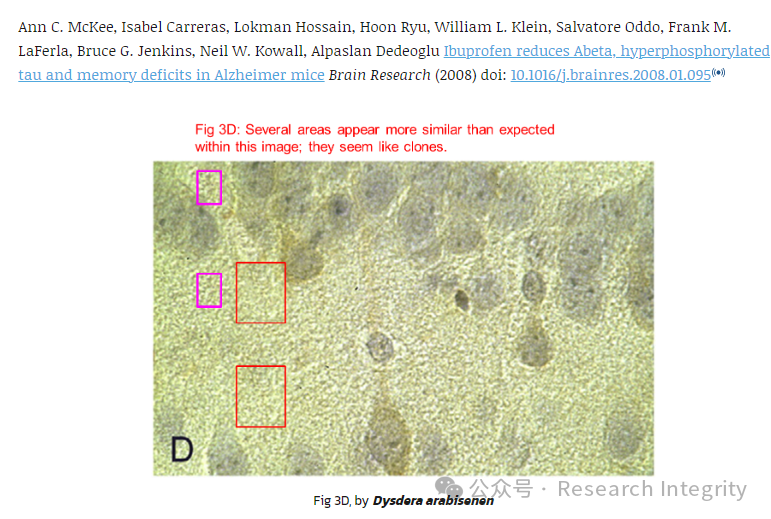 Ann C. McKee, Isabel Carreras, Lokman Hossain, Hoon Ryu, William L. Klein, Salvatore Oddo, Frank M.
LaFerla, Bruce G. Jenkins, Neil W. Kowall, Alpaslan Dedeoglu Ibuprofen reduces Abeta, hyperphosphorylated
tau and memory deficits in Alzheimer mice Brain Research (2008) doi: 10.1016/j.brainres.2008.01.095
Fig 3D: Several areas appear more similar than expected
within this image; they seem like clones.
D
公众号 · Research Integrity
Fig 3D, by Dysdera arabisenen